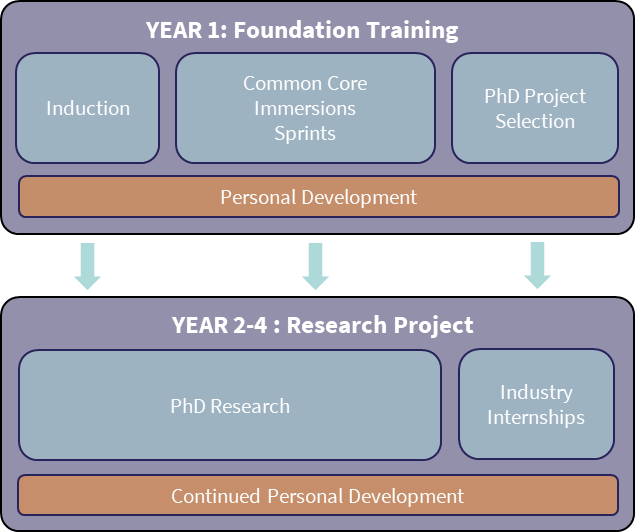 YEAR 1: Foundation Training
Induction
Common Core
Immersions
Sprints
PhD Project
Selection
Personal Development
YEAR 2-4 : Research Project
PhD Research
Industry
Internships
Continued Personal Development